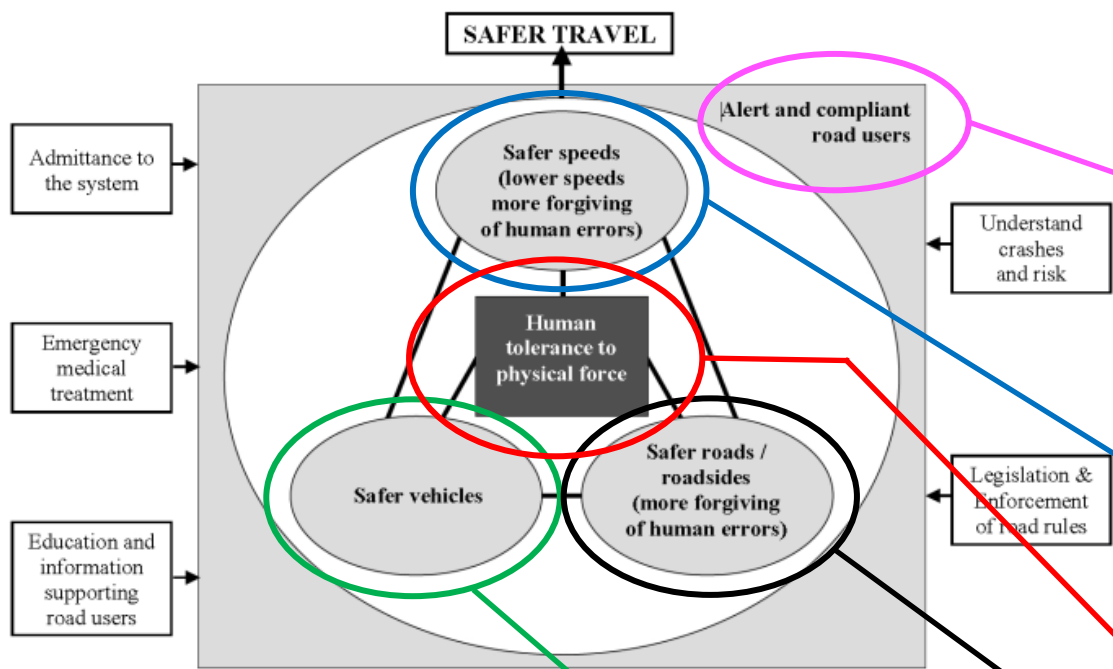 SAFER TRAVEL
Alert and compliant
road users
Safer speeds
(lower speeds
more forgiving
of human errors)
Admittance to
the system
Understand
crashes
and risk
Human
tolerance to
physical force
Emergency
medical
treatment
Safer vehicles
Safer roads /
roadsides
(more forgiving
of human errors)
Legislation &
Enforcement
of road rules
Education and
information
supporting
road users